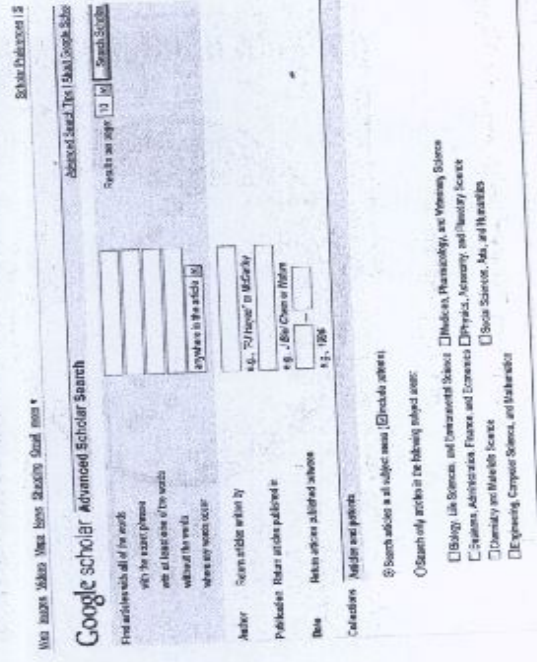 Web Images Videos Maps News Shopping Gmail more ▼
Scholar Preferences | S
Google scholar Advanced Scholar Search
Advanced Search Tips | About Google Scho
Find articles with all of the words
Results per page 10
Search Scholar
with the exact phrase
with at least one of the words
without the words
where my words occur
anywhere in the article
Author Return articles written by
e.g., "PJ Hayes" or McCarthy
Publication Return articles published in
e.g., J Biol Chem or Nature
Date Return articles published between
—
e.g., 1996
Collections Articles and patents
Search articles in all subject areas (include patents).
Search only articles in the following subject areas:
Biology, Life Sciences, and Environmental Science
Medicine, Pharmacology, and Veterinary Science
Business, Administration, Finance, and Economics
Physics, Astronomy, and Planetary Science
Chemistry and Materials Science
Social Sciences, Arts, and Humanities
Engineering, Computer Science, and Mathematics